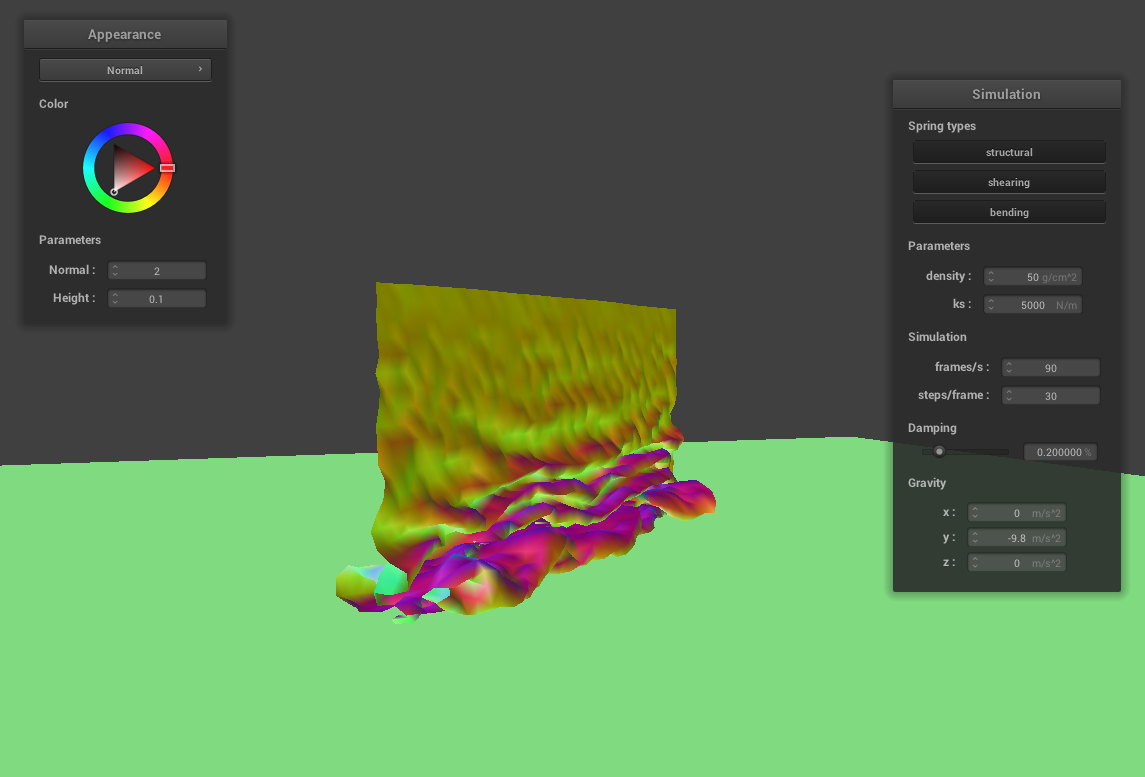 Appearance
Normal ›
Color
Parameters
Normal : 2
Height : 0.1
Simulation
Spring types
structural
shearing
bending
Parameters
density : 50 g/cm^2
ks : 5000 N/m
Simulation
frames/s : 90
steps/frame : 30
Damping
0.200000 %
Gravity
x : 0 m/s^2
y : -9.8 m/s^2
z : 0 m/s^2